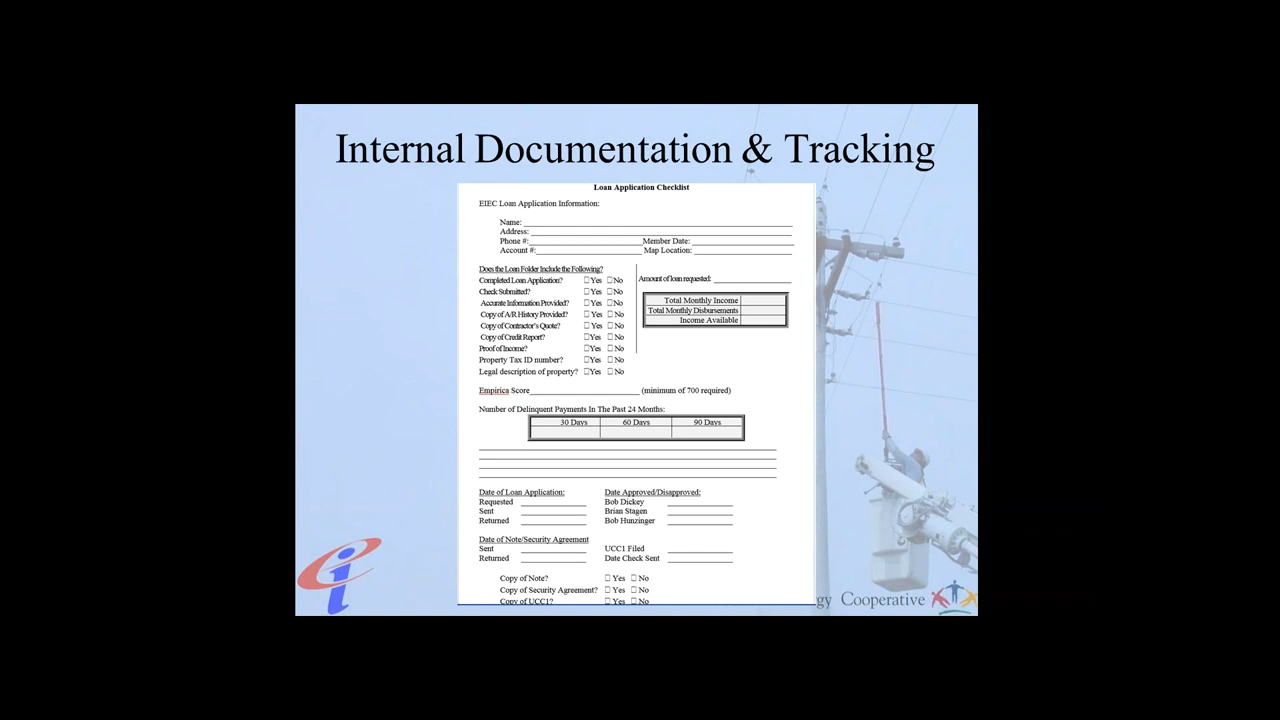 Internal Documentation & Tracking
Loan Application Checklist
EIEC Loan Application Information:
Name:
Address:
Phone #: Member Date:
Account #: Map Location:
Does the Loan Folder Include the Following?
Completed Loan Application? Yes No
Check Submitted? Yes No
Accurate Information Provided? Yes No
Copy of A/R History Provided? Yes No
Copy of Contractor's Quote? Yes No
Copy of Credit Report? Yes No
Proof of Income? Yes No
Property Tax ID number? Yes No
Legal description of property? Yes No
Amount of loan requested:
Total Monthly Income
Total Monthly Disbursements
Income Available
Empirica Score (minimum of 700 required)
Number of Delinquent Payments In The Past 24 Months:
30 Days 60 Days 90 Days
Date of Loan Application: Date Approved/Disapproved:
Requested Bob Dickey
Sent Brian Stagen
Returned Bob Hunzinger
Date of Note/Security Agreement
Sent UCC1 Filed
Returned Date Check Sent
Copy of Note? Yes No
Copy of Security Agreement? Yes No
Copy of UCC1? Yes No
gy Cooperative